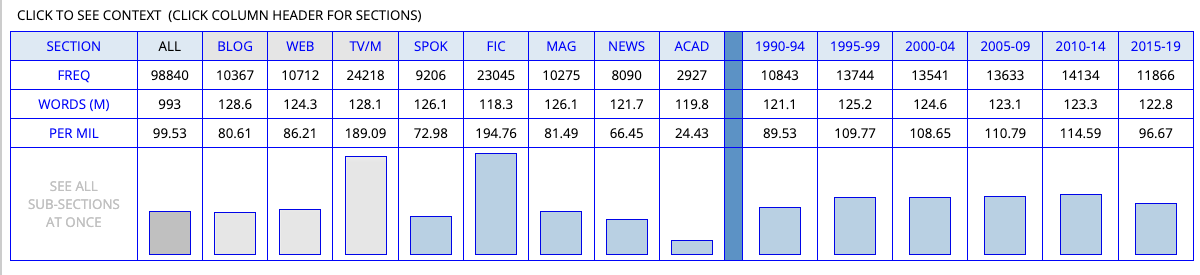 CLICK TO SEE CONTEXT (CLICK COLUMN HEADER FOR SECTIONS)
SECTION ALL BLOG WEB TV/M SPOK FIC MAG NEWS ACAD 1990-94 1995-99 2000-04 2005-09 2010-14 2015-19
FREQ 98840 10367 10712 24218 9206 23045 10275 8090 2927 10843 13744 13541 13633 14134 11866
WORDS (M) 993 128.6 124.3 128.1 126.1 118.3 126.1 121.7 119.8 121.1 125.2 124.6 123.1 123.3 122.8
PER MIL 99.53 80.61 86.21 189.09 72.98 194.76 81.49 66.45 24.43 89.53 109.77 108.65 110.79 114.59 96.67
SEE ALL
SUB-SECTIONS
AT ONCE